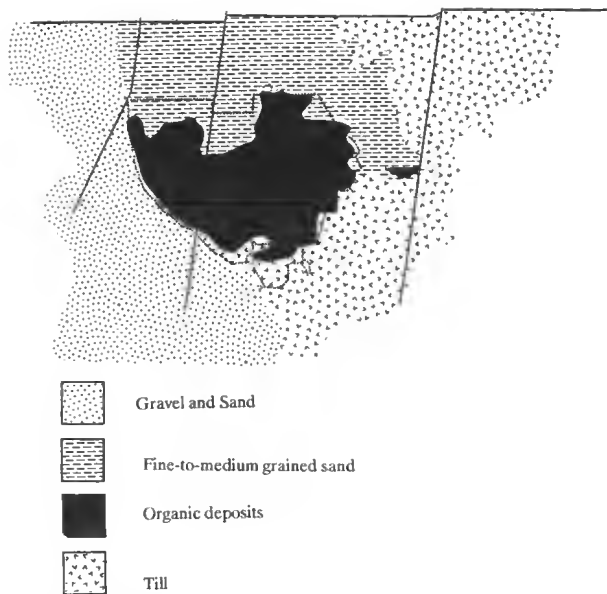 Gravel and Sand
Fine-to-medium grained sand
Organic deposits
Till